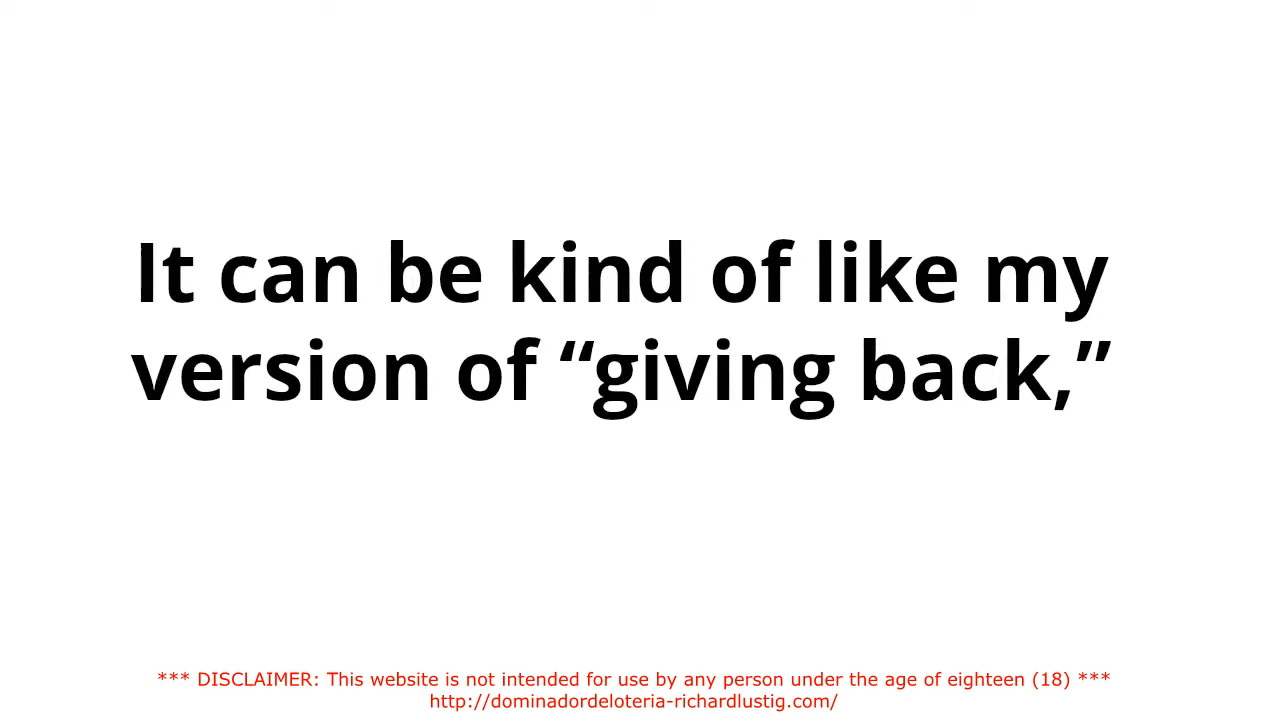 It can be kind of like my
version of “giving back,”
*** DISCLAIMER: This website is not intended for use by any person under the age of eighteen (18) ***
http://dominadordeloteria-richardlustig.com/